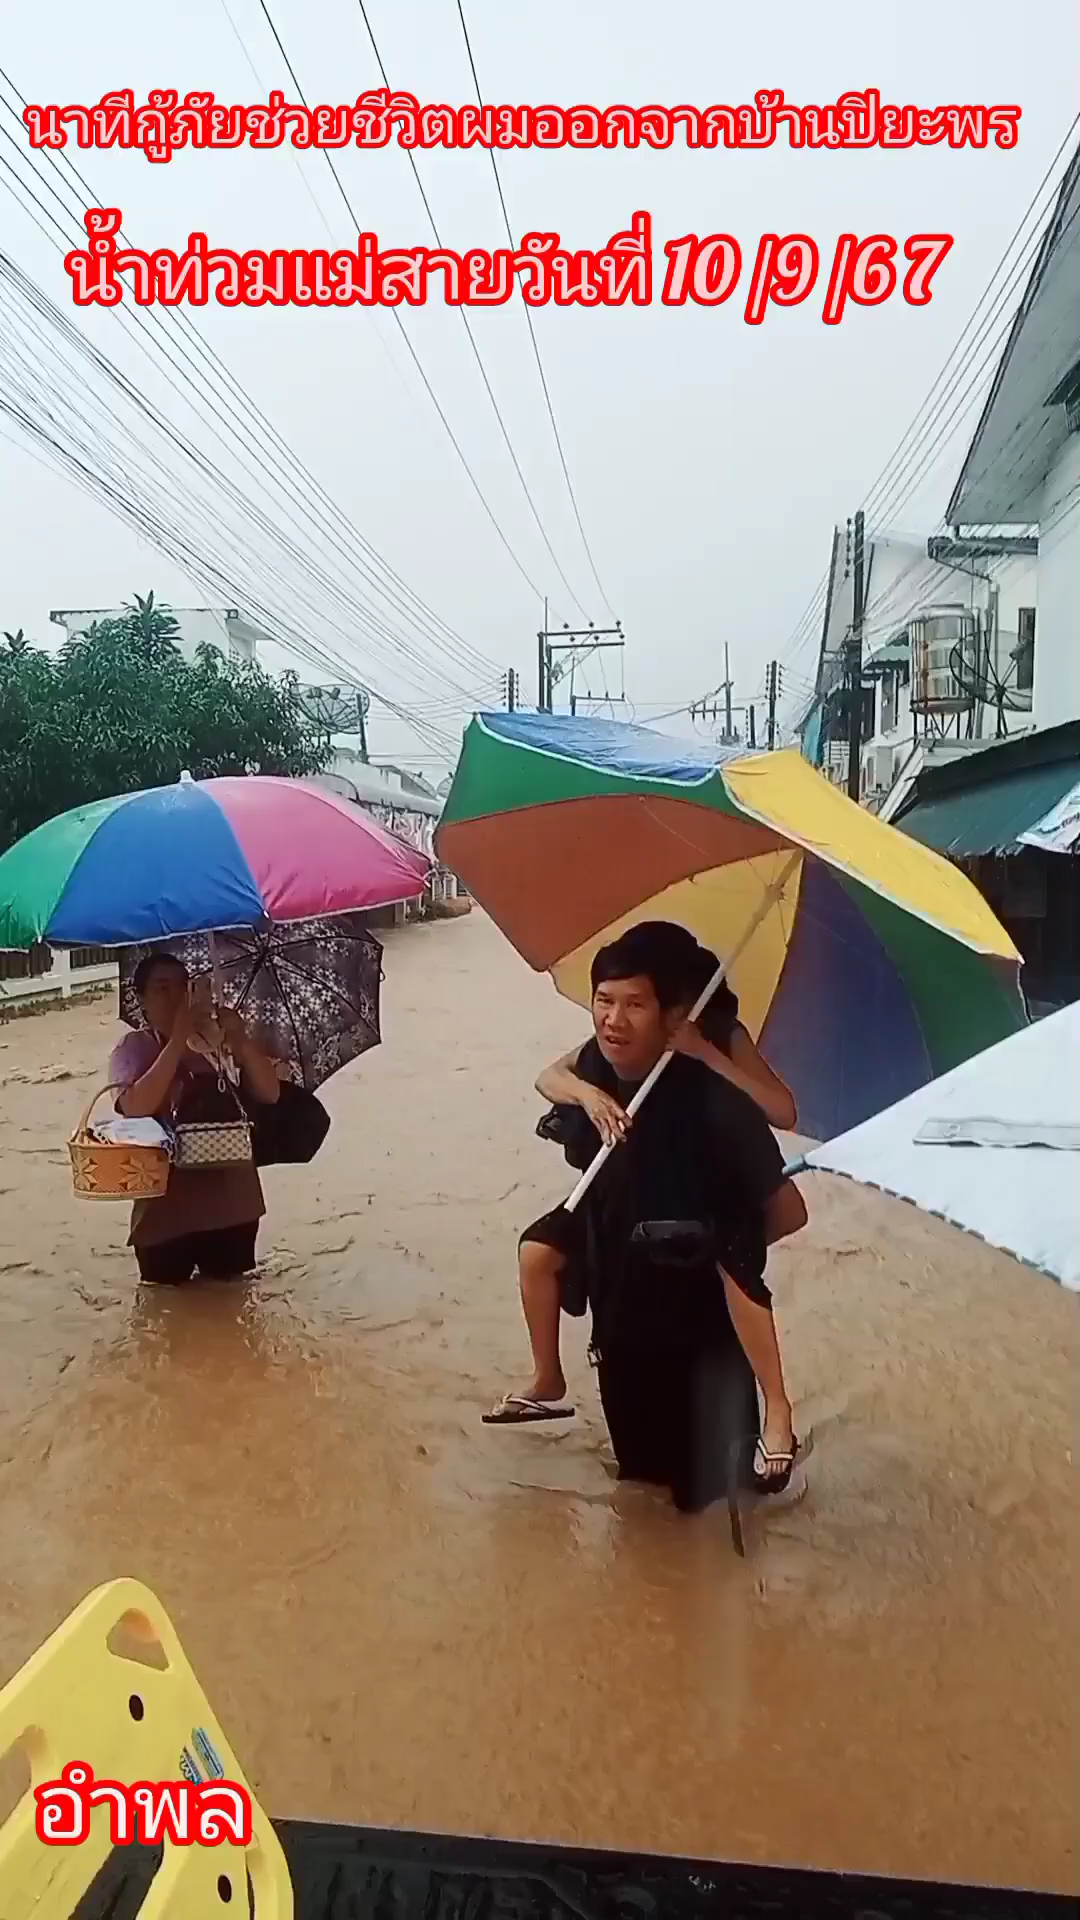 นาทีกู้ภัยช่วยชีวิตผมออกจากบ้านปิยะพร
น้ำท่วมแม่สายวันที่ 10 /9 /67
อำพล